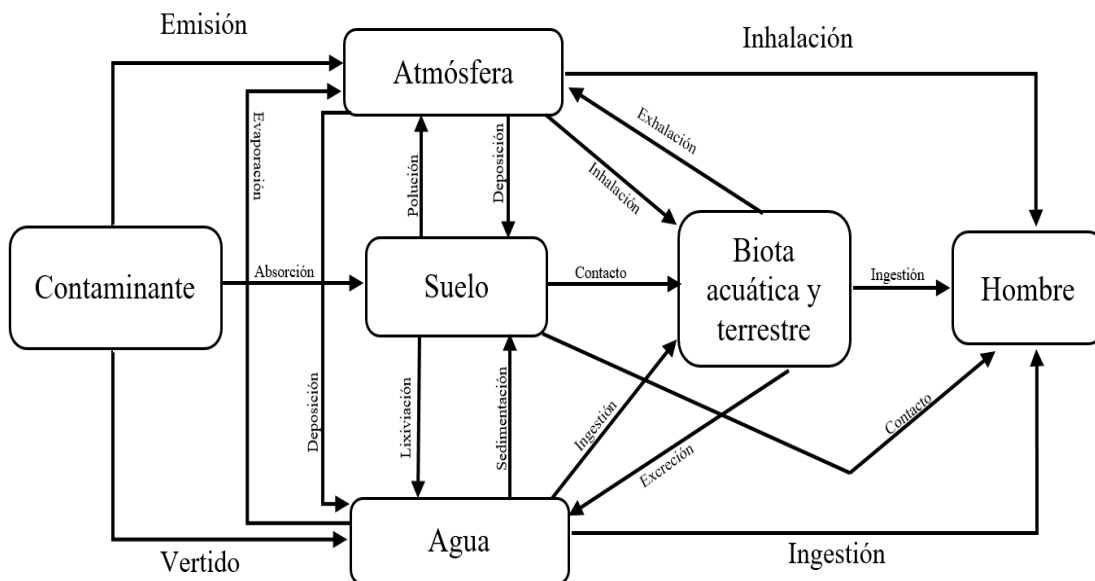 Emisión
Inhalación
Atmósfera
Evaporación
Exhalación
Polución
Deposición
Inhalación
Contaminante
Absorción
Suelo
Contacto
Biota
acuática y
terrestre
Ingestión
Hombre
Deposición
Lixiviación
Sedimentación
Ingestión
Excreción
Contacto
Agua
Vertido
Ingestión